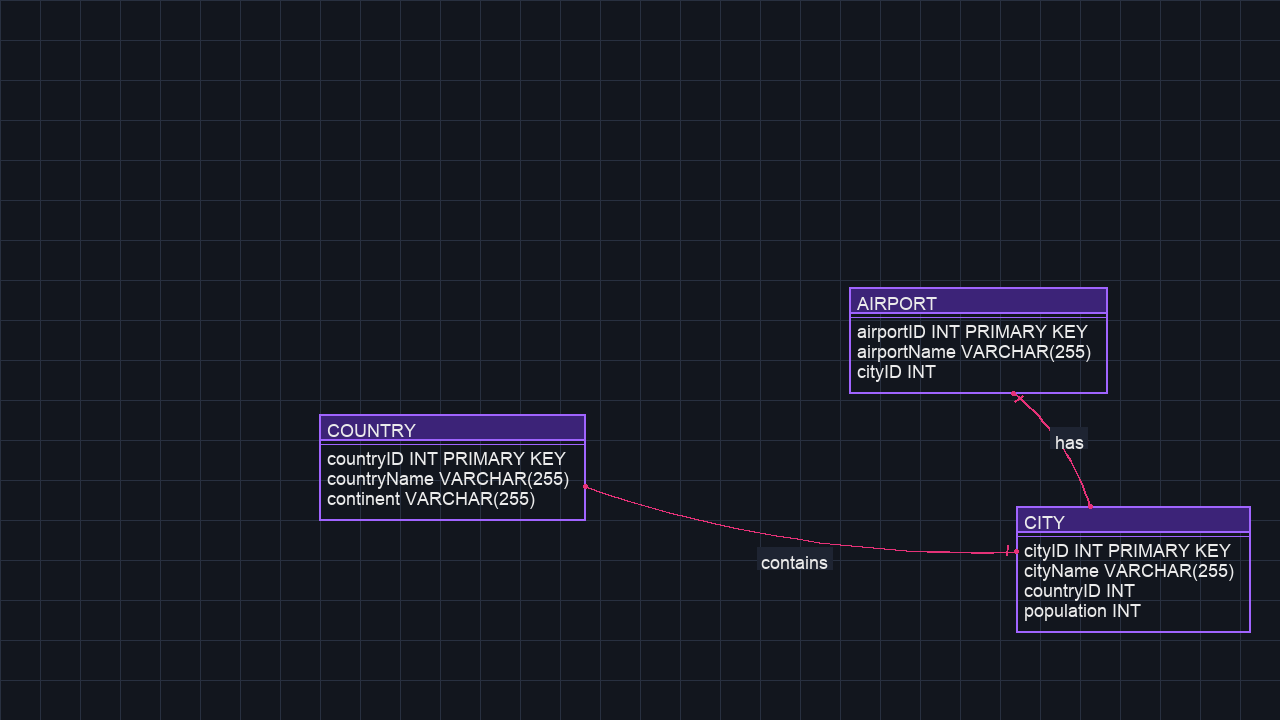 AIRPORT
airportID INT PRIMARY KEY
airportName VARCHAR(255)
cityID INT
COUNTRY
countryID INT PRIMARY KEY
countryName VARCHAR(255)
continent VARCHAR(255)
has
contains
CITY
cityID INT PRIMARY KEY
cityName VARCHAR(255)
countryID INT
population INT